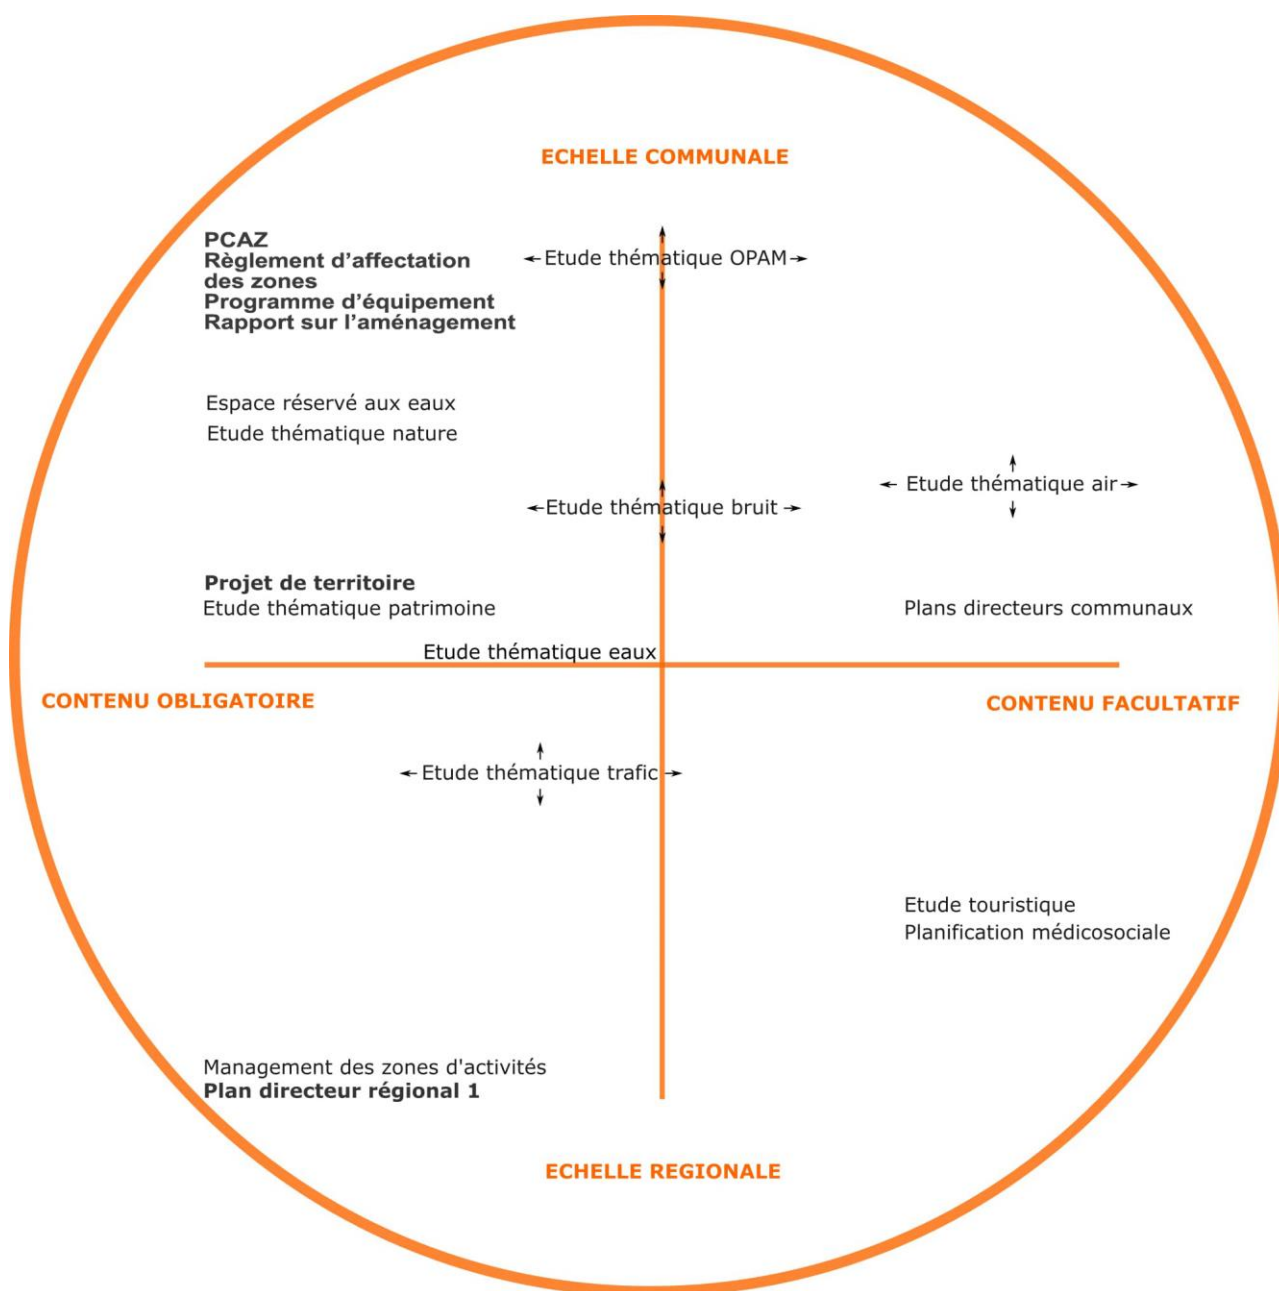 ECHELLE COMMUNALE
PCAZ
Règlement d'affectation
des zones
Programme d'équipement
Rapport sur l'aménagement
Etude thématique OPAM
Espace réservé aux eaux
Etude thématique nature
Etude thématique air
Etude thématique bruit
Projet de territoire
Etude thématique patrimoine
Plans directeurs communaux
Etude thématique eaux
CONTENU OBLIGATOIRE
CONTENU FACULTATIF
Etude thématique trafic
Etude touristique
Planification médicosociale
Management des zones d'activités
Plan directeur régional 1
ECHELLE REGIONALE